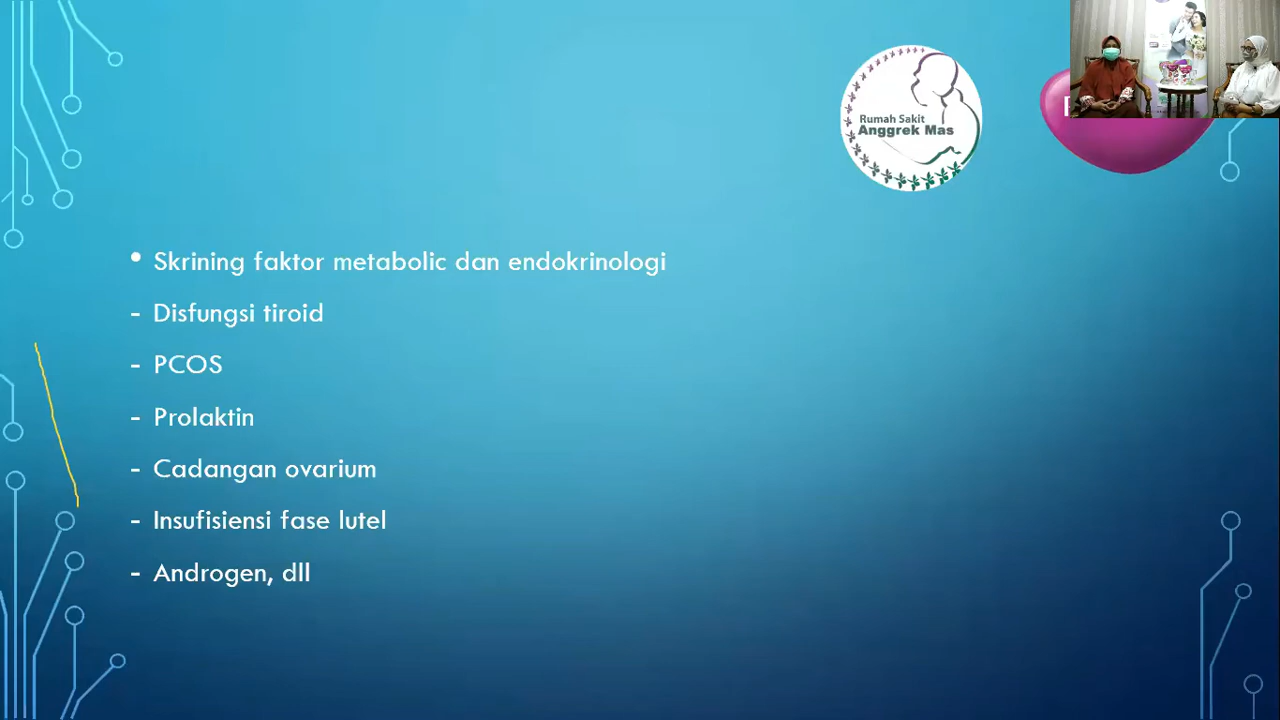 Rumah Sakit
Anggrek Mas
• Skrining faktor metabolic dan endokrinologi
- Disfungsi tiroid
- PCOS
- Prolaktin
- Cadangan ovarium
- Insufisiensi fase lutel
- Androgen, dll